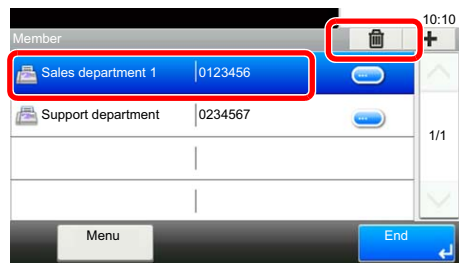 10:10
Member
Sales department 1 0123456
Support department 0234567
1/1
Menu End